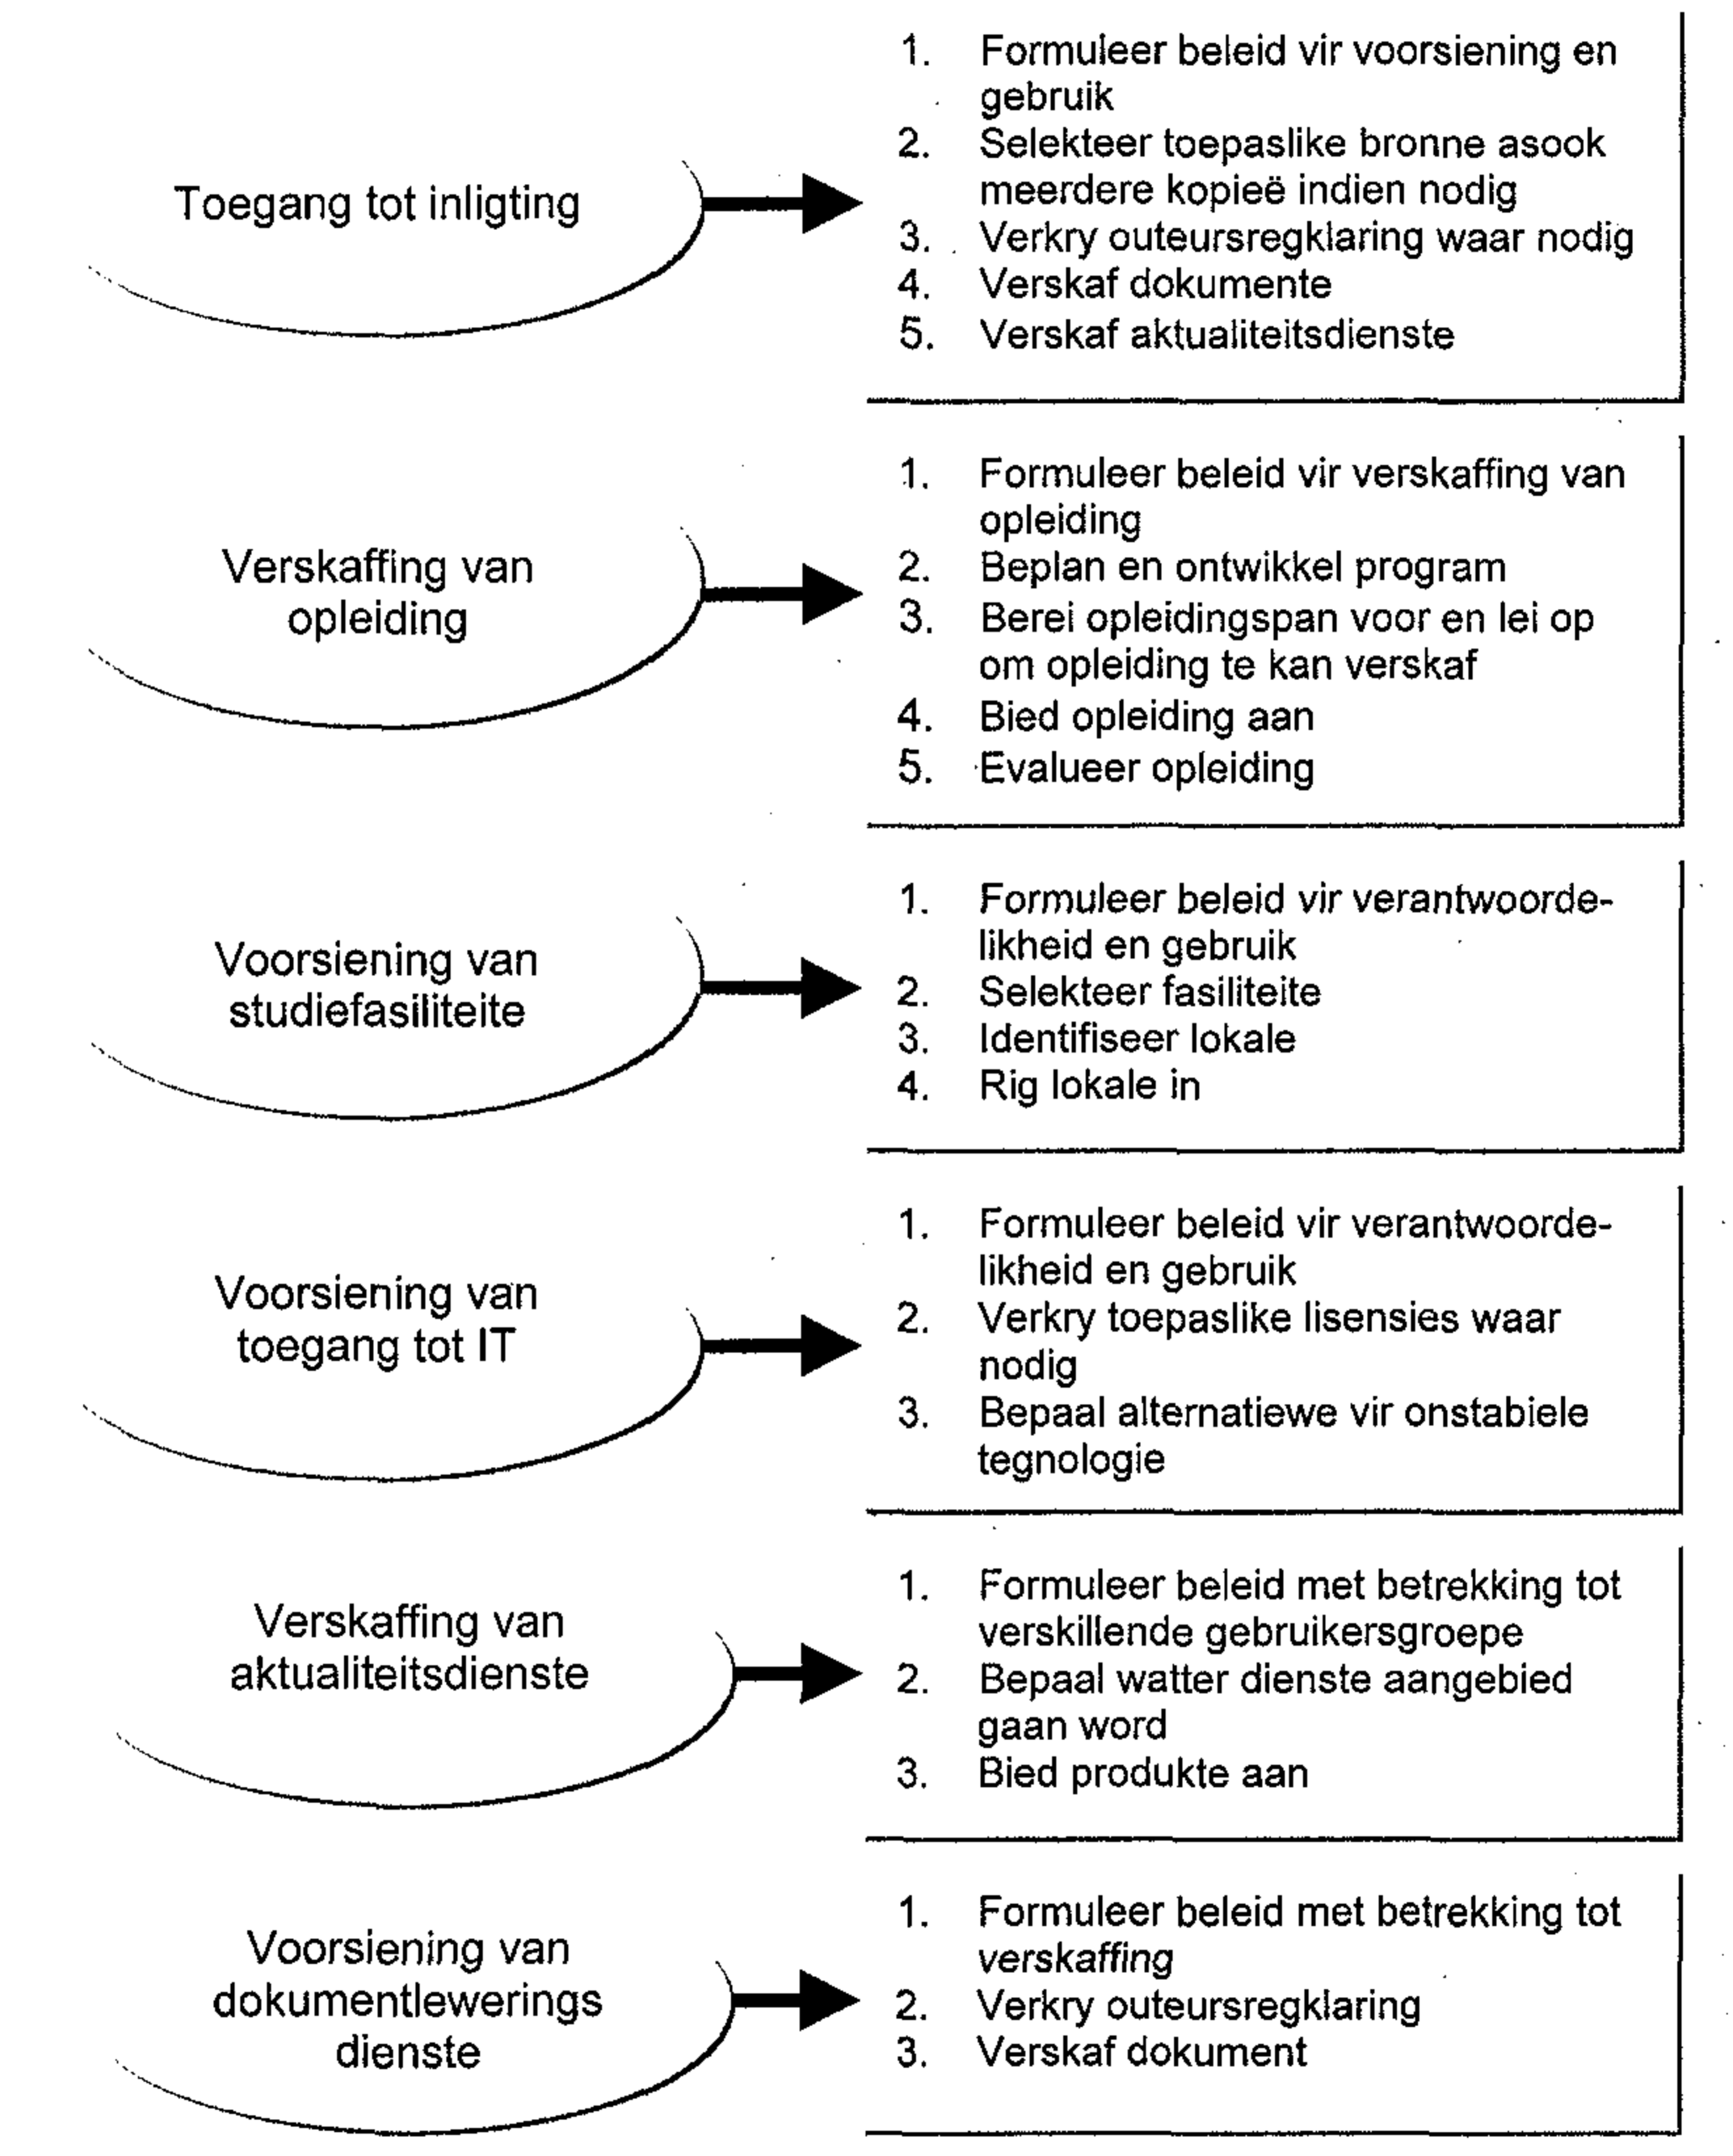 Toegang tot inligting
1. Formuleer beleid vir voorsiening en
gebruik
2. Selekteer toepaslike bronne asook
meerdere kopieë indien nodig
3. Verkry outeursregklaring waar nodig
4. Verskaf dokumente
5. Verskaf aktualiteitsdienste
Verskaffing van
opleiding
1. Formuleer beleid vir verskaffing van
opleiding
2. Beplan en ontwikkel program
3. Berei opleidingspan voor en lei op
om opleiding te kan verskaf
4. Bied opleiding aan
5. Evalueer opleiding
Voorsiening van
studiefasiliteite
1. Formuleer beleid vir verantwoorde-
likheid en gebruik
2. Selekteer fasiliteite
3. Identifiseer lokale
4. Rig lokale in
Voorsiening van
toegang tot IT
1. Formuleer beleid vir verantwoorde-
likheid en gebruik
2. Verkry toepaslike lisensies waar
nodig
3. Bepaal alternatiewe vir onstabiele
tegnologie
Verskaffing van
aktualiteitsdienste
1. Formuleer beleid met betrekking tot
verskillende gebruikersgroepe
2. Bepaal watter dienste aangebied
gaan word
3. Bied produkte aan
Voorsiening van
dokumentlewerings
dienste
1. Formuleer beleid met betrekking tot
verskaffing
2. Verkry outeursregklaring
3. Verskaf dokument